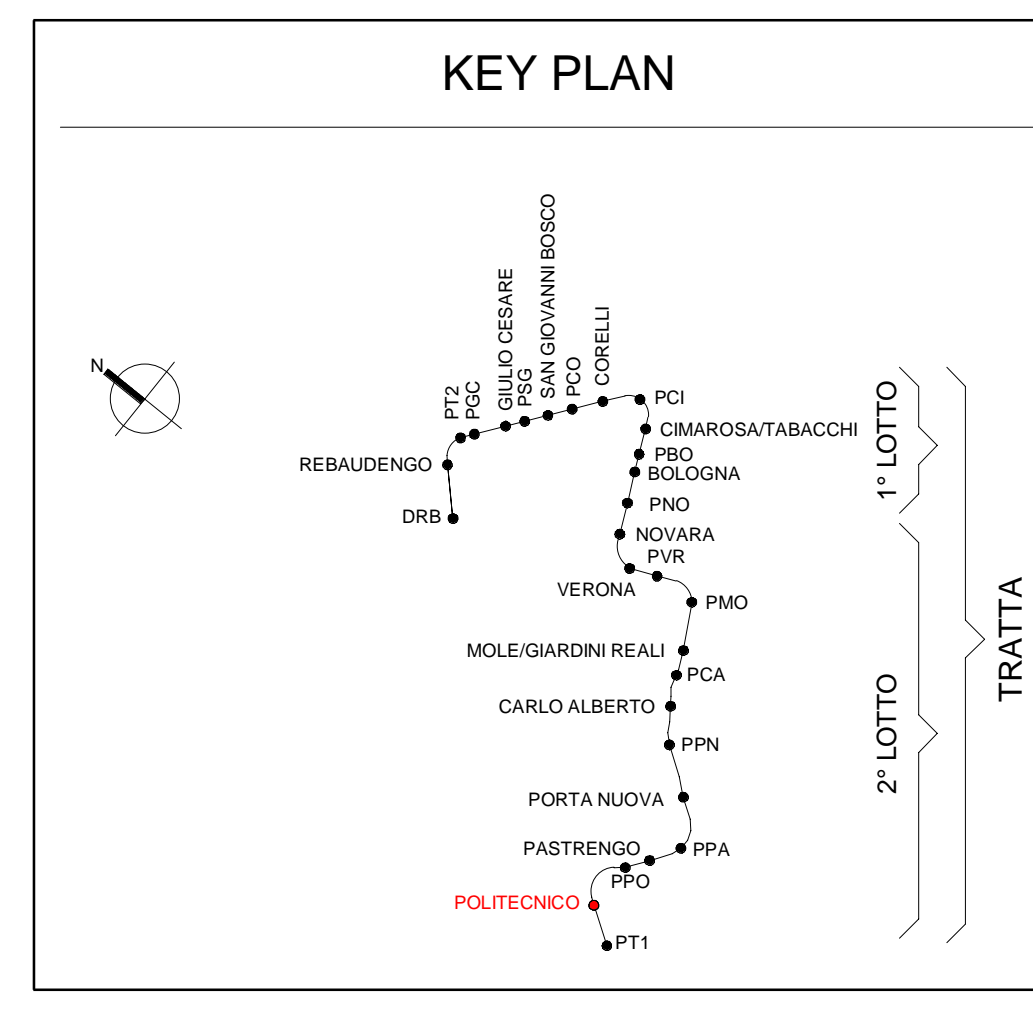 KEY PLAN
N
PT2
PGC
GIULIO CESARE
PSG
SAN GIOVANNI BOSCO
PCO
CORELLI
PCI
CIMAROSA/TABACCHI
REBAUDENGO
PBO
BOLOGNA
DRB
PNO
NOVARA
PVR
VERONA
PMO
MOLE/GIARDINI REALI
PCA
CARLO ALBERTO
PPN
PORTA NUOVA
PASTRENGO
PPA
PPO
POLITECNICO
PT1
1° LOTTO
2° LOTTO
TRATTA